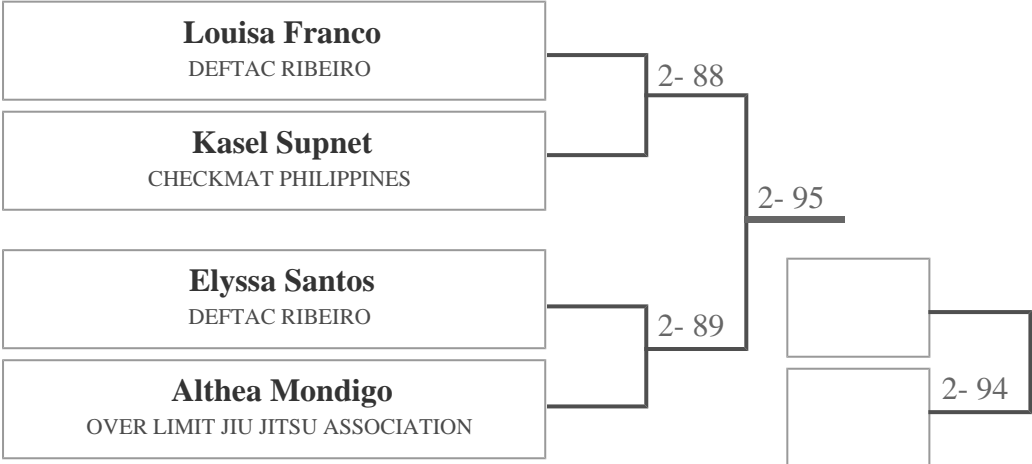 Louisa Franco
DEFTAC RIBEIRO
2- 88
Kasel Supnet
CHECKMAT PHILIPPINES
2- 95
Elyssa Santos
DEFTAC RIBEIRO
2- 89
Althea Mondigo
OVER LIMIT JIU JITSU ASSOCIATION
2- 94